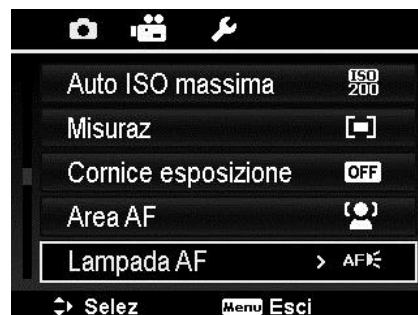 Auto ISO massima ISO 200
Misuraz
Cornice esposizione OFF
Area AF
Lampada AF > AF
Selez Menu Esci